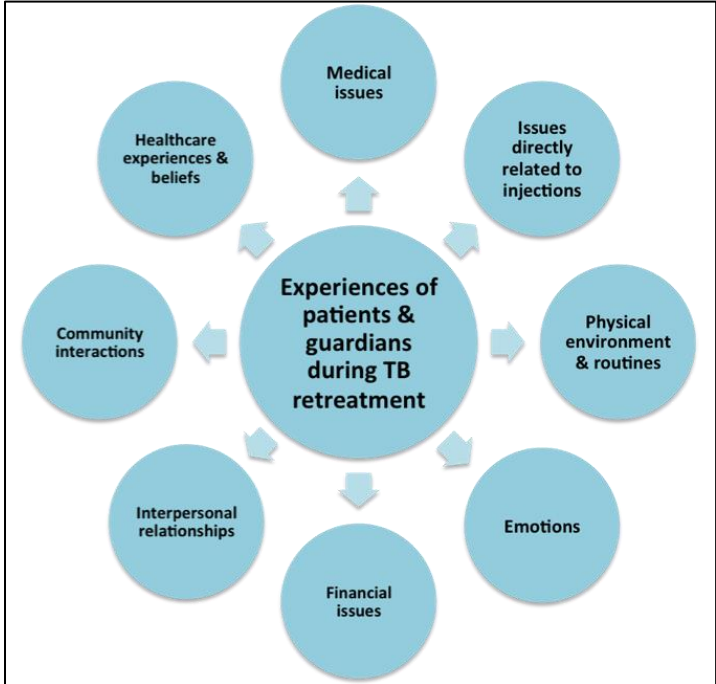 Medical
issues
Issues
directly
related to
injections
Physical
environment
& routines
Emotions
Financial
issues
Interpersonal
relationships
Community
interactions
Healthcare
experiences &
beliefs
Experiences of
patients &
guardians
during TB
retreatment